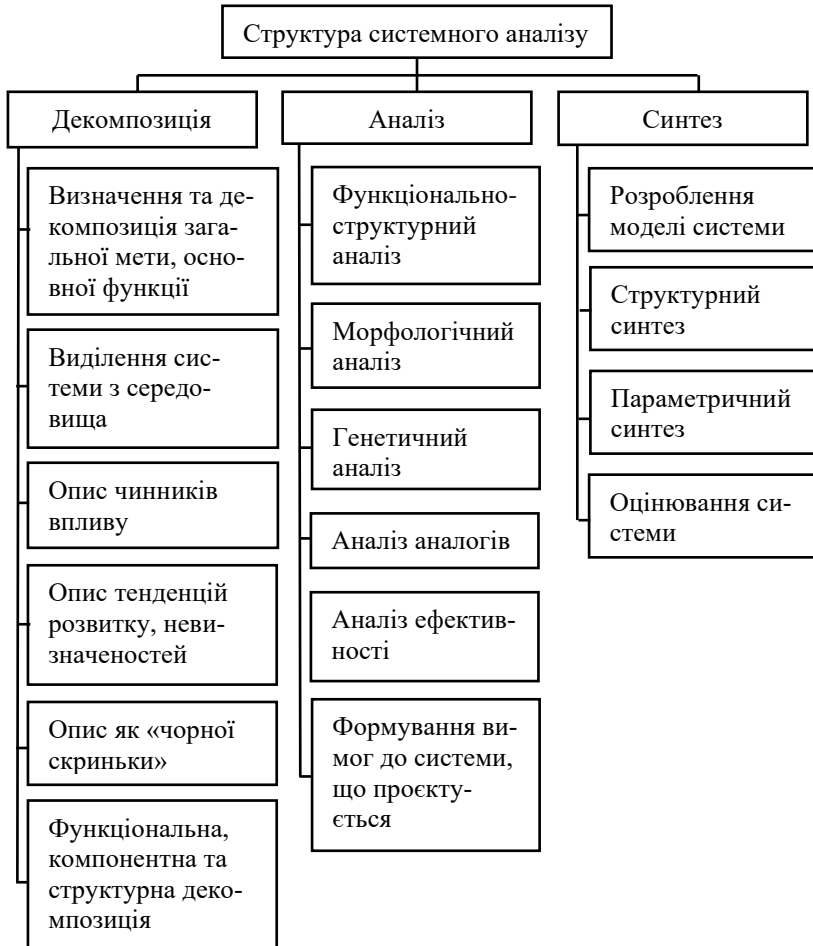 Структура системного аналізу
Декомпозиція
Визначення та де-
композиція зага-
льної мети, осно-
вної функції
Виділення сис-
теми з середо-
вища
Опис чинників
впливу
Опис тенденцій
розвитку, неви-
значеностей
Опис як «чорної
скриньки»
Функціональна,
компонентна та
структурна деко-
мпозиція
Аналіз
Функціонально-
структурний
аналіз
Морфологічний
аналіз
Генетичний
аналіз
Аналіз аналогів
Аналіз ефектив-
ності
Формування ви-
мог до системи,
що проєкту-
ється
Синтез
Розроблення
моделі системи
Структурний
синтез
Параметричний
синтез
Оцінювання си-
стеми